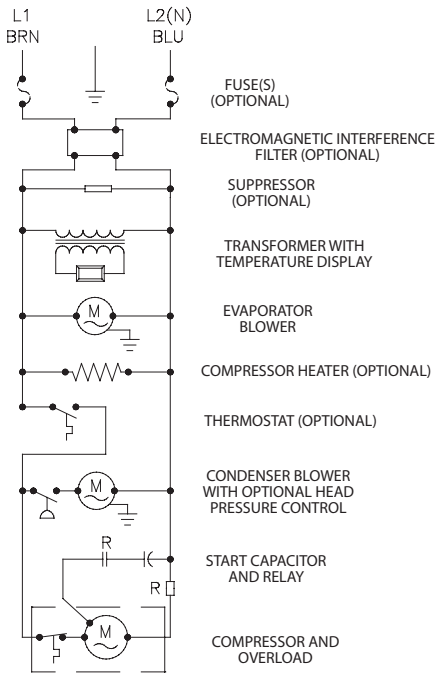 L1 L2(N)
BRN BLU
FUSE(S)
(OPTIONAL)
ELECTROMAGNETIC INTERFERENCE
FILTER (OPTIONAL)
SUPPRESSOR
(OPTIONAL)
TRANSFORMER WITH
TEMPERATURE DISPLAY
M
EVAPORATOR
BLOWER
COMPRESSOR HEATER (OPTIONAL)
THERMOSTAT (OPTIONAL)
M
CONDENSER BLOWER
WITH OPTIONAL HEAD
PRESSURE CONTROL
R
START CAPACITOR
AND RELAY
R
M
COMPRESSOR AND
OVERLOAD